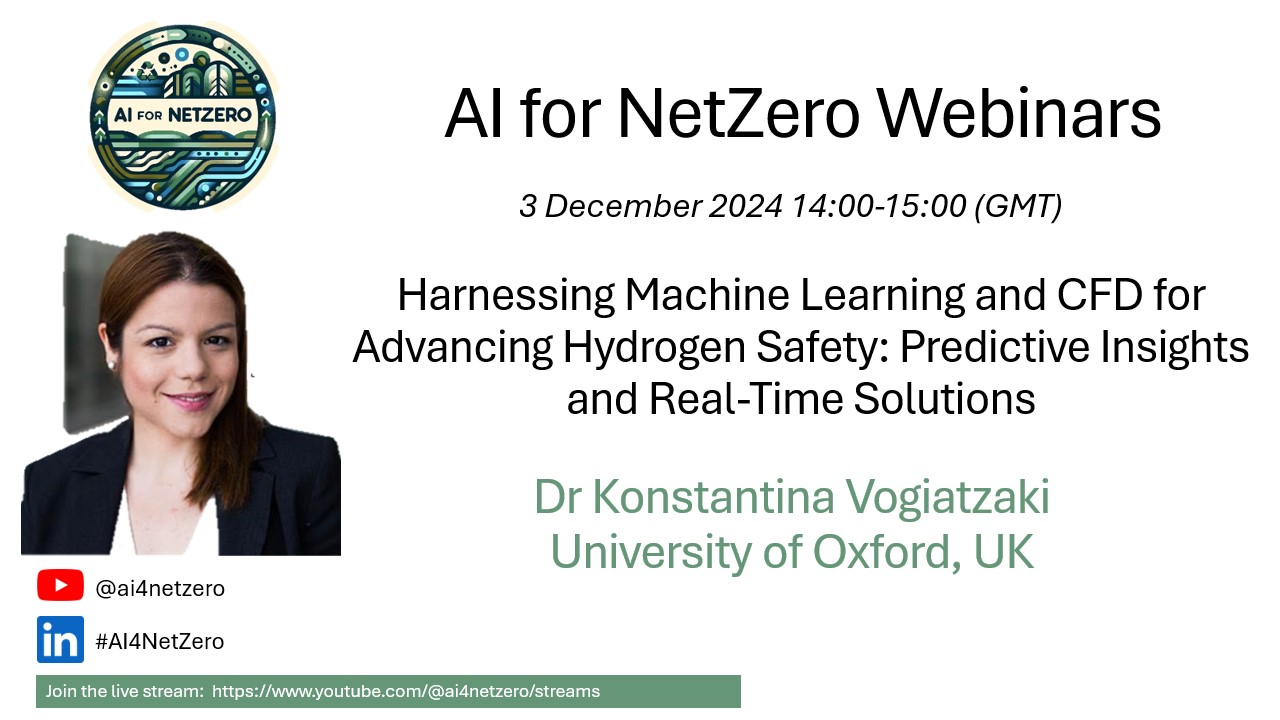 AI FOR NETZERO
AI for NetZero Webinars
3 December 2024 14:00-15:00 (GMT)
Harnessing Machine Learning and CFD for
Advancing Hydrogen Safety: Predictive Insights
and Real-Time Solutions
Dr Konstantina Vogiatzaki
University of Oxford, UK
@ai4netzero
in #AI4NetZero
Join the live stream: https://www.youtube.com/@ai4netzero/streams